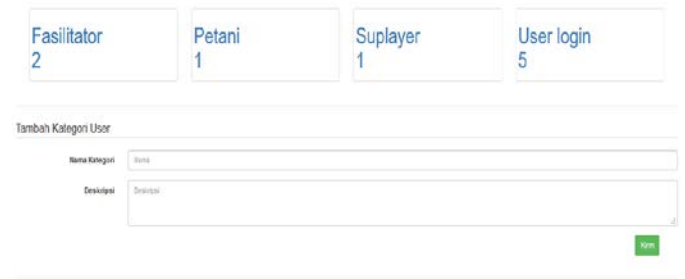 Fasilitator
2
Petani
1
Suplayer
1
User login
5
Tambah Kategori User
Nama Kategori
Nama
Deskripsi
Deskripsi
Kirim